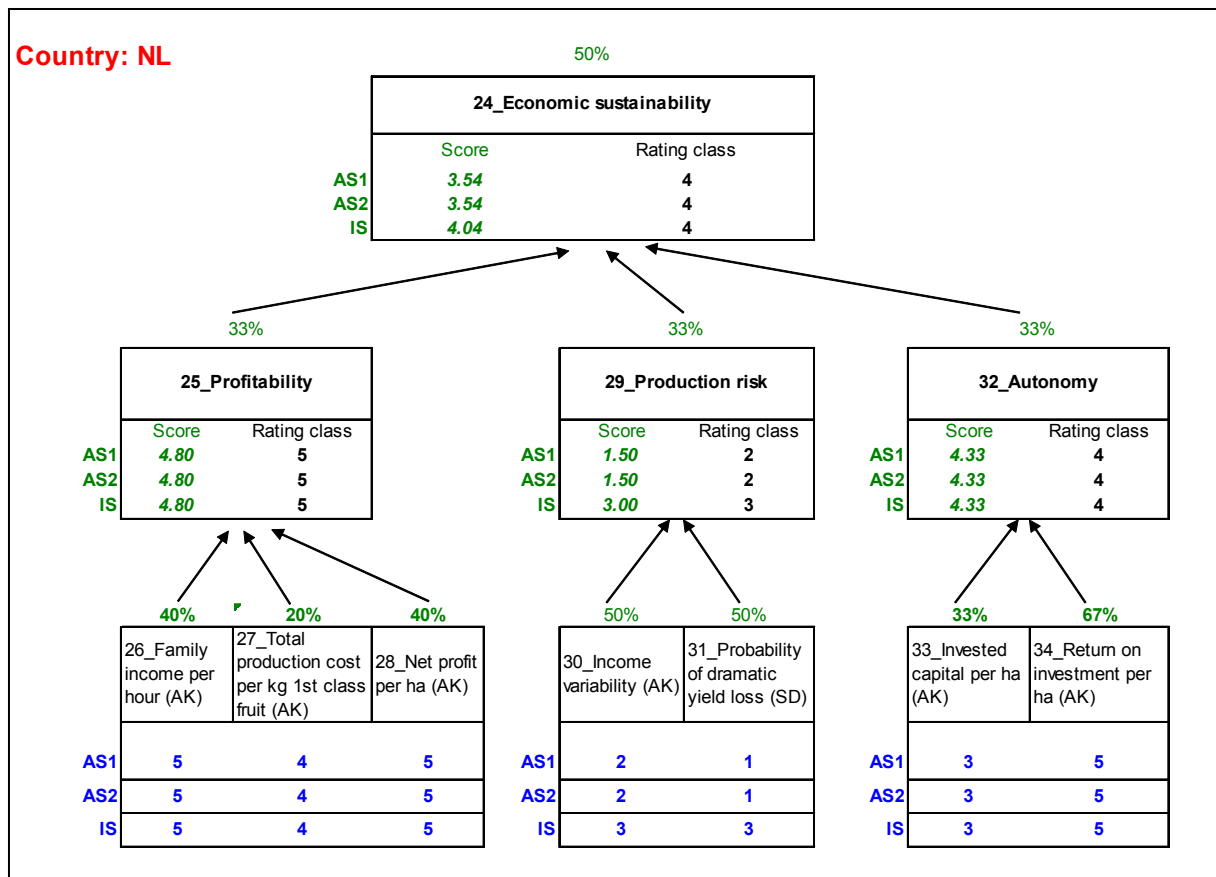 Country: NL
50%
24_Economic sustainability
Score Rating class
AS1 3.54 4
AS2 3.54 4
IS 4.04 4
33% 33% 33%
25_Profitability 29_Production risk 32_Autonomy
Score Rating class Score Rating class Score Rating class
AS1 4.80 5 AS1 1.50 2 AS1 4.33 4
AS2 4.80 5 AS2 1.50 2 AS2 4.33 4
IS 4.80 5 IS 3.00 3 IS 4.33 4
40% 20% 40% 50% 50% 33% 67%
26_Family
income per
hour (AK)
27_Total
production cost
per kg 1st class
fruit (AK)
28_Net profit
per ha (AK)
30_Income
variability (AK)
31_Probability
of dramatic
yield loss (SD)
33_Invested
capital per ha
(AK)
34_Return on
investment per
ha (AK)
AS1 5 4 5 AS1 2 1 AS1 3 5
AS2 5 4 5 AS2 2 1 AS2 3 5
IS 5 4 5 IS 3 3 IS 3 5